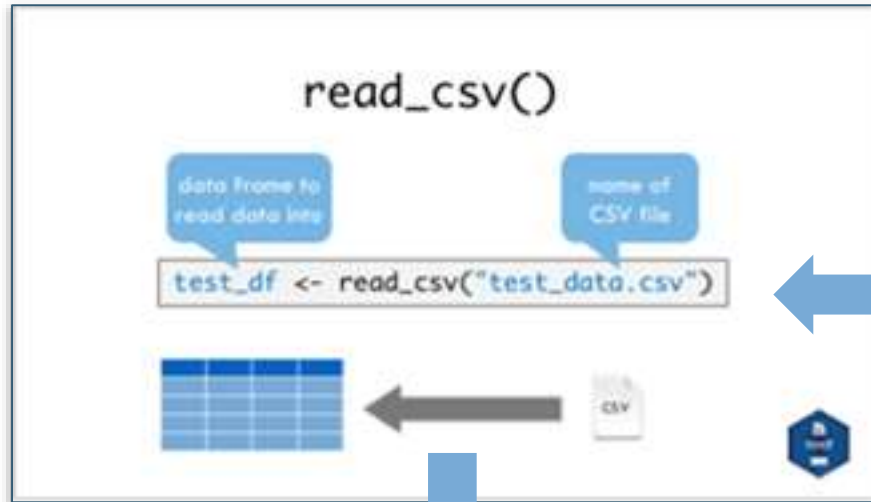 read_csv()
data frame to
read data into
name of
CSV file
test_df <- read_csv("test_data.csv")
CSV